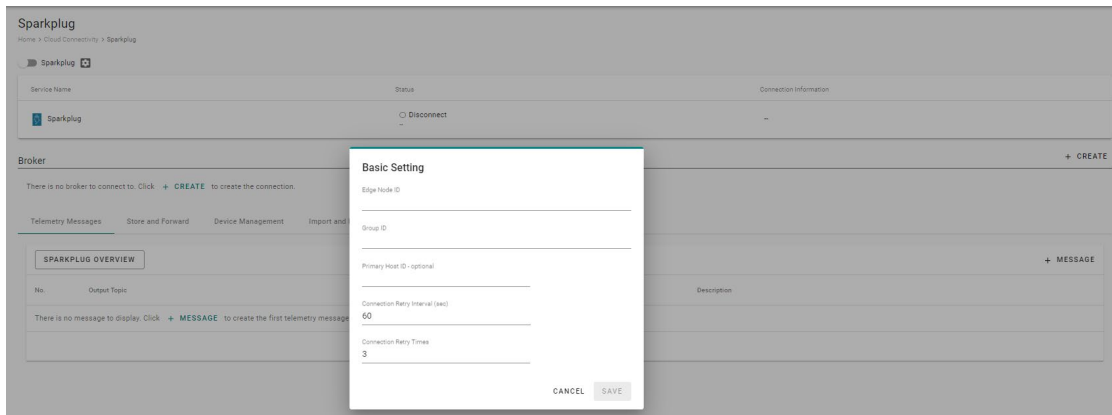 Sparkplug
Home > Cloud Connectivity > Sparkplug
Sparkplug
Service Name Status Connection Information
Sparkplug Disconnect –
–
Broker + CREATE
There is no broker to connect to. Click + CREATE to create the connection.
Telemetry Messages Store and Forward Device Management Import and
SPARKPLUG OVERVIEW + MESSAGE
No. Output Topic Description
There is no message to display. Click + MESSAGE to create the first telemetry message
Basic Setting
Edge Node ID
Group ID
Primary Host ID - optional
Connection Retry Interval (sec)
60
Connection Retry Times
3
CANCEL SAVE